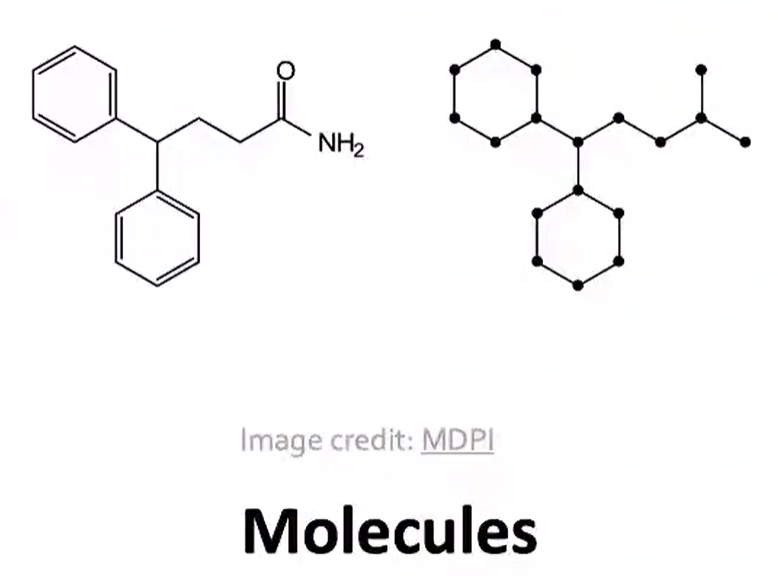 O
NH2
Image credit: MDPI
Molecules